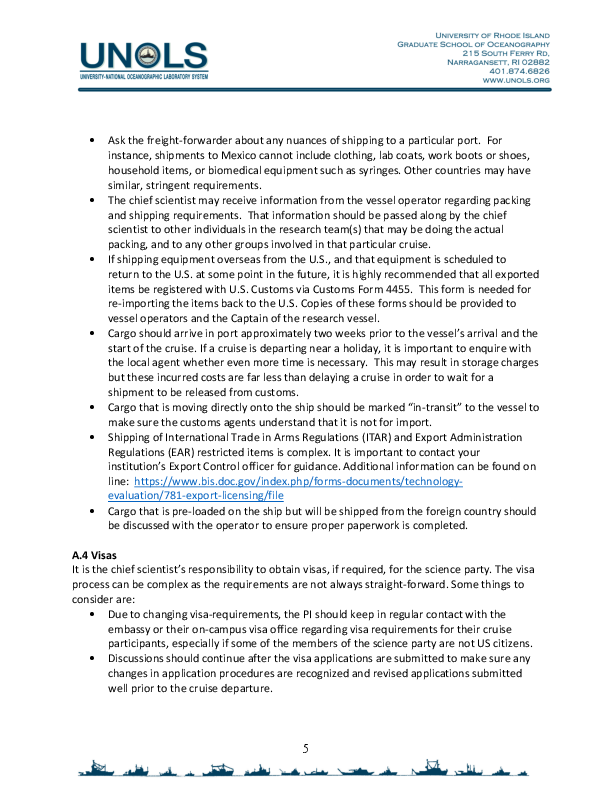 UNOLS
UNIVERSITY-NATIONAL OCEANOGRAPHIC LABORATORY SYSTEM
UNIVERSITY OF RHODE ISLAND
GRADUATE SCHOOL OF OCEANOGRAPHY
215 SOUTH FERRY RD,
NARRAGANSETT, RI 02882
401.874.6826
WWW.UNOLS.ORG
• Ask the freight-forwarder about any nuances of shipping to a particular port. For
instance, shipments to Mexico cannot include clothing, lab coats, work boots or shoes,
household items, or biomedical equipment such as syringes. Other countries may have
similar, stringent requirements.
• The chief scientist may receive information from the vessel operator regarding packing
and shipping requirements. That information should be passed along by the chief
scientist to other individuals in the research team(s) that may be doing the actual
packing, and to any other groups involved in that particular cruise.
• If shipping equipment overseas from the U.S., and that equipment is scheduled to
return to the U.S. at some point in the future, it is highly recommended that all exported
items be registered with U.S. Customs via Customs Form 4455. This form is needed for
re-importing the items back to the U.S. Copies of these forms should be provided to
vessel operators and the Captain of the research vessel.
• Cargo should arrive in port approximately two weeks prior to the vessel's arrival and the
start of the cruise. If a cruise is departing near a holiday, it is important to enquire with
the local agent whether even more time is necessary. This may result in storage charges
but these incurred costs are far less than delaying a cruise in order to wait for a
shipment to be released from customs.
• Cargo that is moving directly onto the ship should be marked “in-transit” to the vessel to
make sure the customs agents understand that it is not for import.
• Shipping of International Trade in Arms Regulations (ITAR) and Export Administration
Regulations (EAR) restricted items is complex. It is important to contact your
institution's Export Control officer for guidance. Additional information can be found on
line: https://www.bis.doc.gov/index.php/forms-documents/technology-
evaluation/781-export-licensing/file
• Cargo that is pre-loaded on the ship but will be shipped from the foreign country should
be discussed with the operator to ensure proper paperwork is completed.
A.4 Visas
It is the chief scientist's responsibility to obtain visas, if required, for the science party. The visa
process can be complex as the requirements are not always straight-forward. Some things to
consider are:
• Due to changing visa-requirements, the PI should keep in regular contact with the
embassy or their on-campus visa office regarding visa requirements for their cruise
participants, especially if some of the members of the science party are not US citizens.
• Discussions should continue after the visa applications are submitted to make sure any
changes in application procedures are recognized and revised applications submitted
well prior to the cruise departure.
5